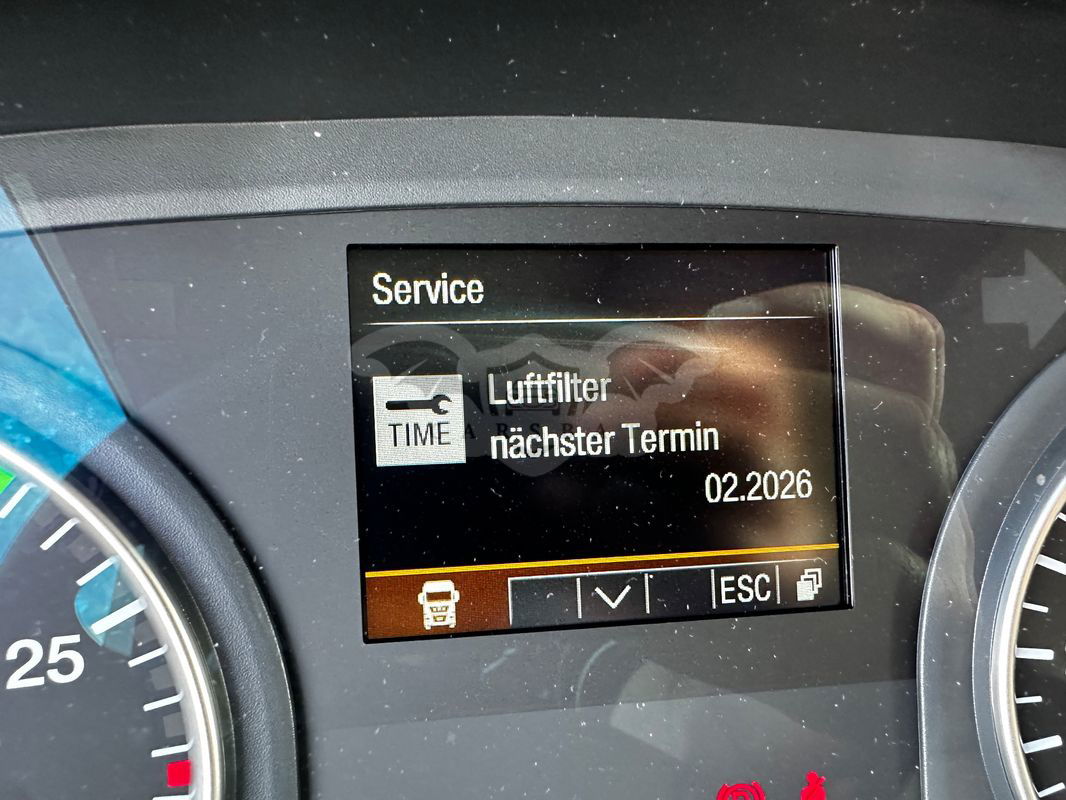 Service
Luftfilter
TIME
nächster Termin
02.2026
ESC
25